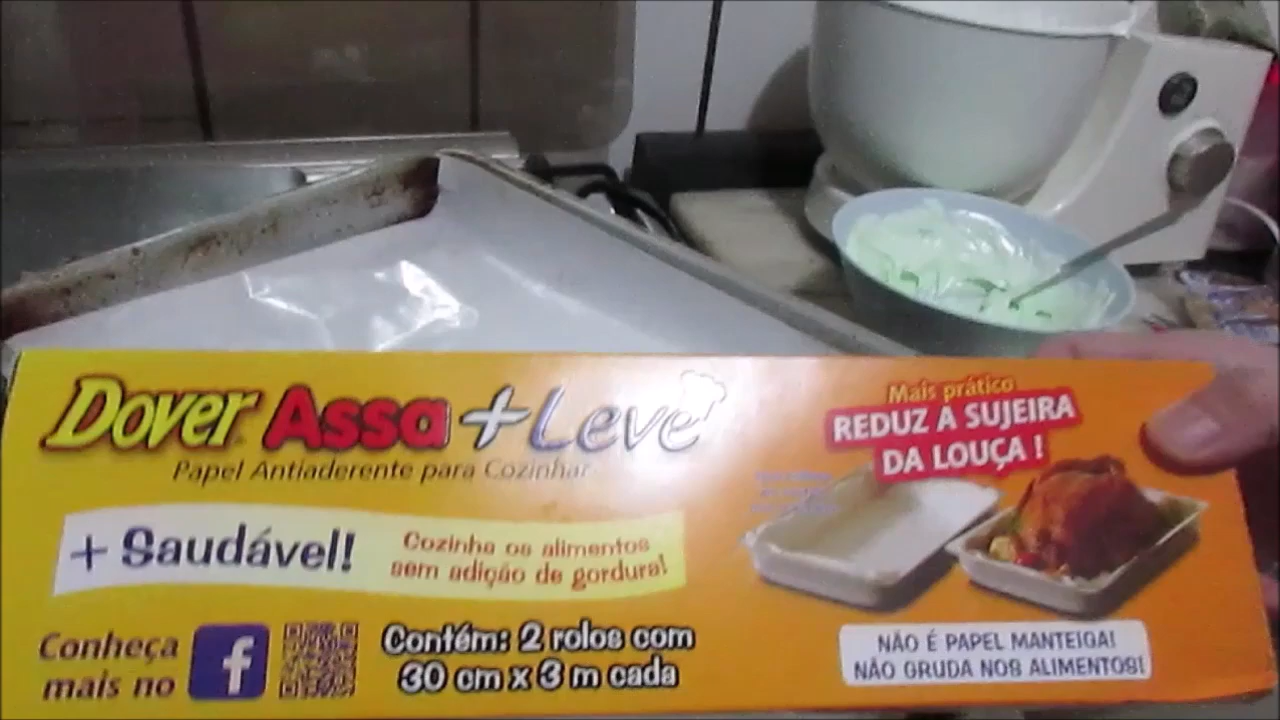 Dover Assa + Leve
Papel Antiaderente para Cozinhar
+ Saudável!
Cozinhe os alimentos
sem adição de gordura!
Conheça
mais no
f
Contém: 2 rolos com
30 cm x 3 m cada
Mais prático
REDUZ A SUJEIRA
DA LOUÇA !
NÃO É PAPEL MANTEIGA!
NÃO GRUDA NOS ALIMENTOS!